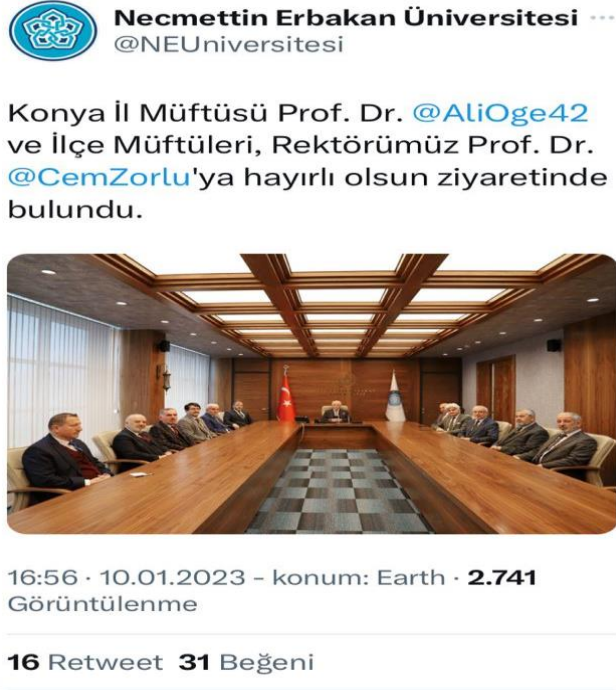 Necmettin Erbakan Üniversitesi ...
@NEUniversitesi
Konya İl Müftüsü Prof. Dr. @AliOge42
ve İlçe Müftüleri, Rektörümüz Prof. Dr.
@CemZorlu'ya hayırlı olsun ziyaretinde
bulundu.
16:56 · 10.01.2023 - konum: Earth · 2.741
Görüntülenme
16 Retweet 31 Beğeni